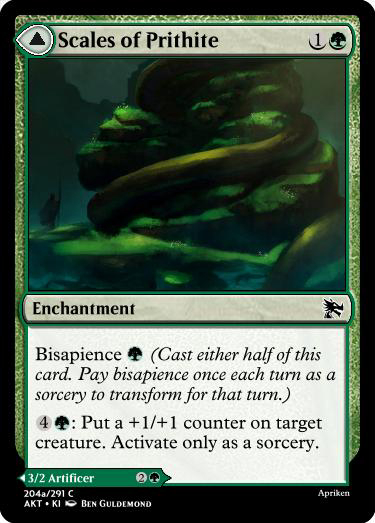 Scales of Prithite 1
Enchantment
Bisapience (Cast either half of this
card. Pay bisapience once each turn as a
sorcery to transform for that turn.)
4 : Put a +1/+1 counter on target
creature. Activate only as a sorcery.
3/2 Artificer 2
204a/291 C
AKT • KI Ben Guldemond
Apriken